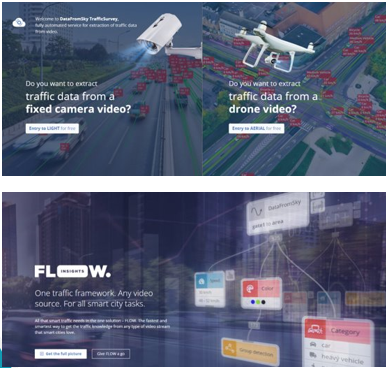 Welcome to DataFromSky TrafficSurvey,
fully automated service for extraction of traffic data
from video.
Do you want to extract
traffic data from a
fixed camera video?
Entry to LIGHT for free
Do you want to extract
traffic data from a
drone video?
Entry to AERIAL for free
FLOW.
INSIGHTS
One traffic framework. Any video
source. For all smart city tasks.
All that smart traffic needs in the one solution – FLOW. The fastest and
smartest way to get the traffic knowledge from any type of video stream
that smart cities need.
Get the full picture
Give FLOW a go
DataFromSky
Color
Category
car
heavy vehicle